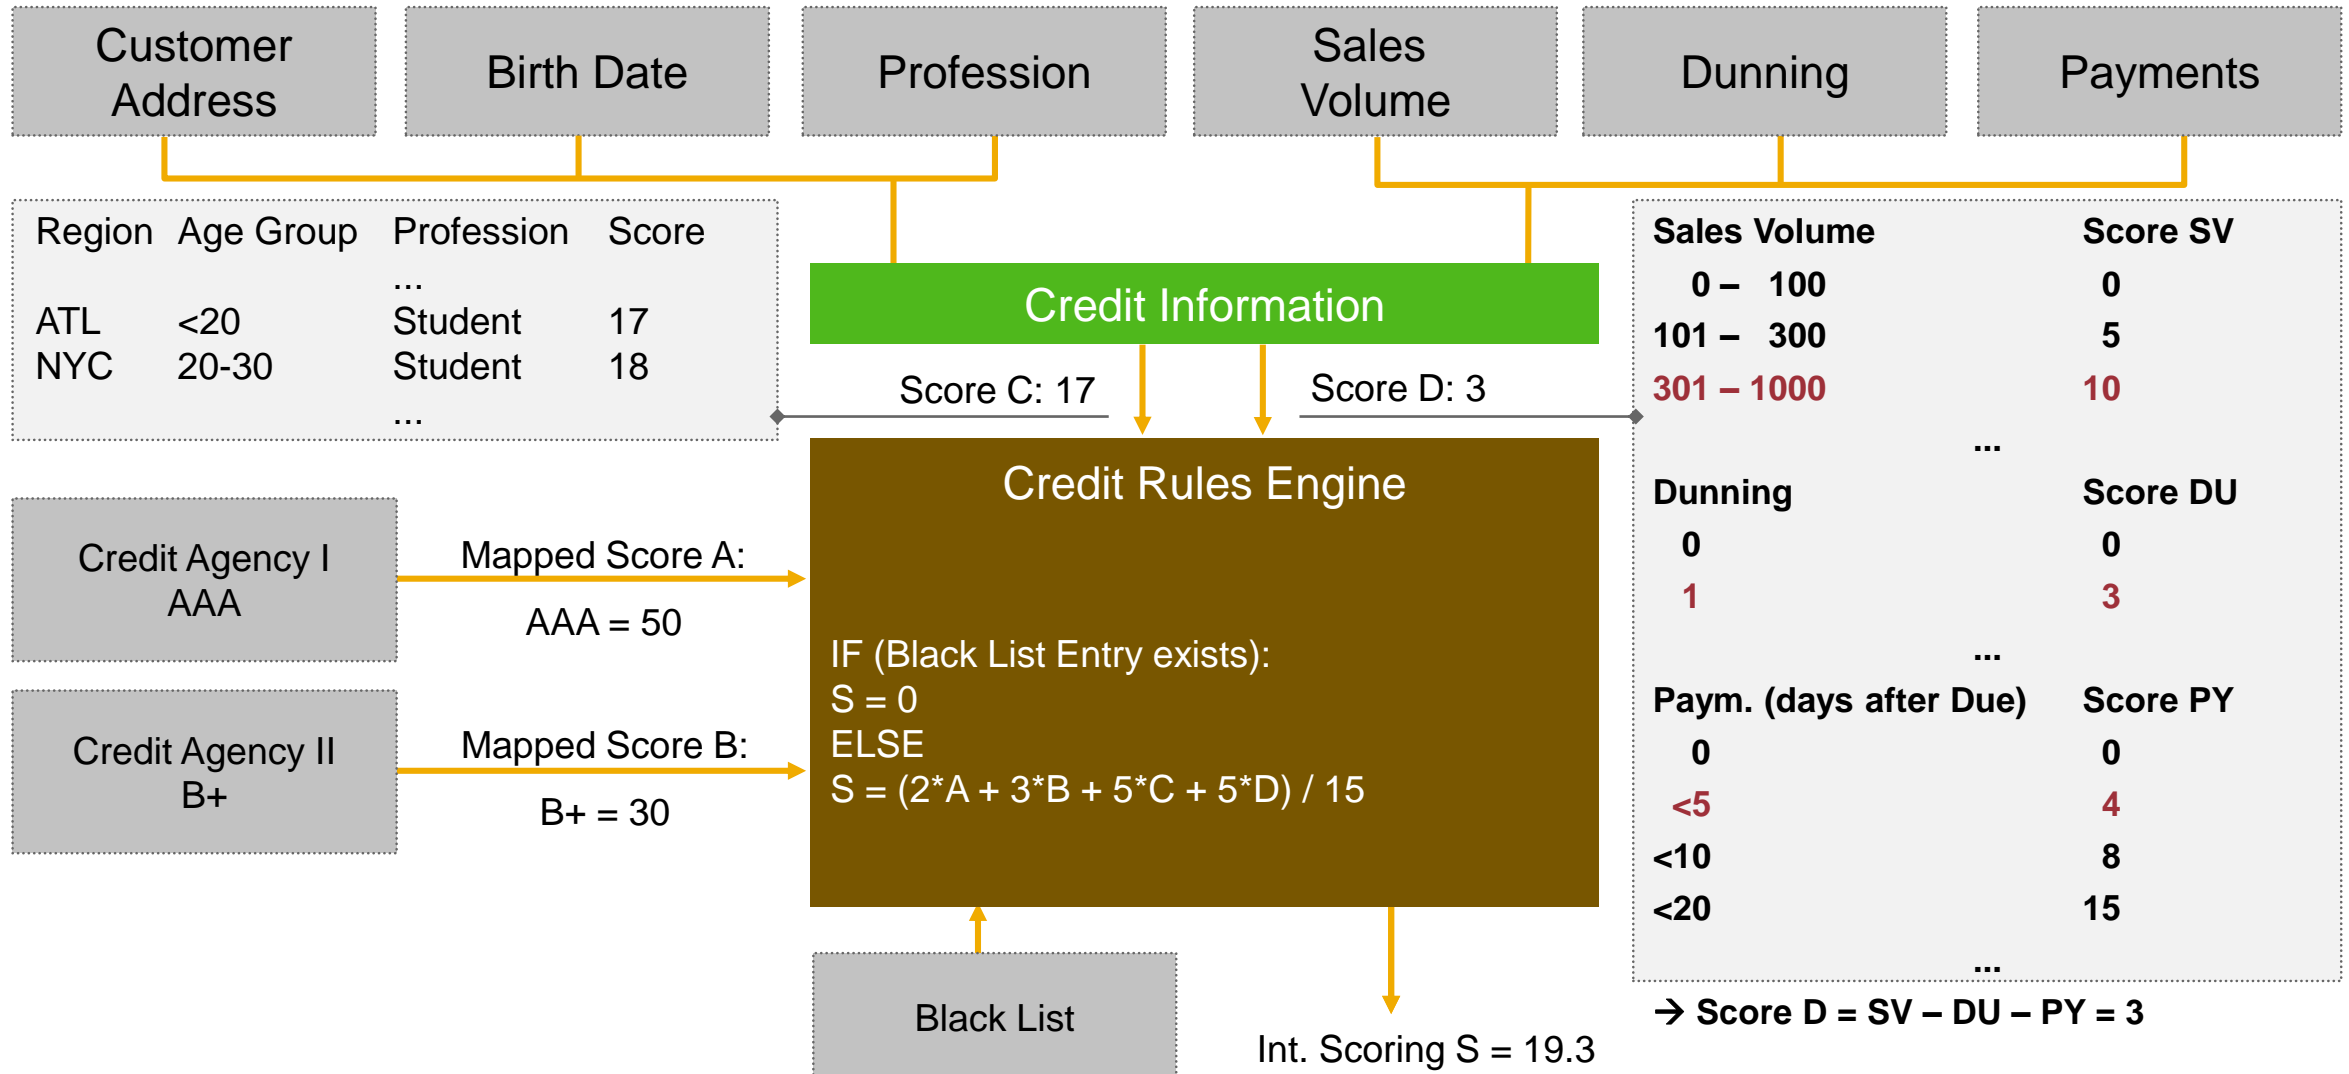 Customer
Address
Birth Date
Profession
Sales
Volume
Dunning
Payments
Region Age Group Profession Score
...
ATL <20 Student 17
NYC 20-30 Student 18
...
Credit Information
Score C: 17
Score D: 3
Sales Volume Score SV
0 – 100 0
101 – 300 5
301 – 1000 10
...
Dunning Score DU
0 0
1 3
...
Paym. (days after Due) Score PY
0 0
<5 4
<10 8
<20 15
...
→ Score D = SV – DU – PY = 3
Credit Agency I
AAA
Mapped Score A:
AAA = 50
Credit Agency II
B+
Mapped Score B:
B+ = 30
Credit Rules Engine
IF (Black List Entry exists):
S = 0
ELSE
S = (2*A + 3*B + 5*C + 5*D) / 15
Black List
Int. Scoring S = 19.3